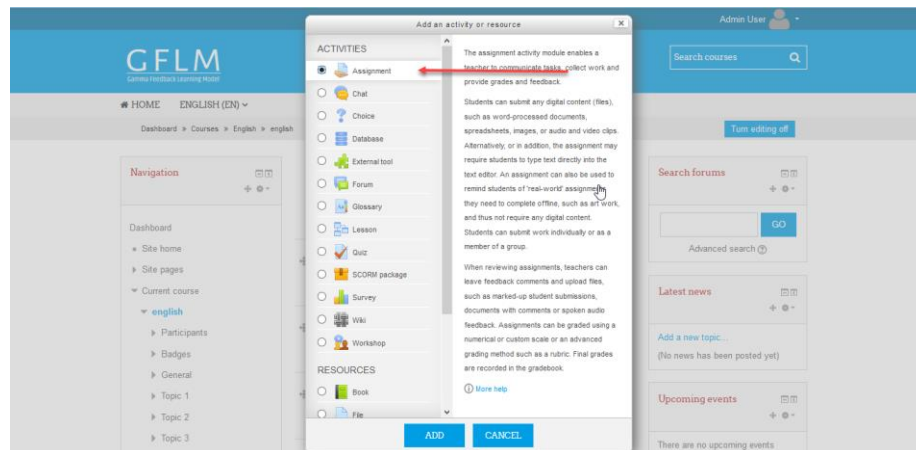 Add an activity or resource
x
Admin User
GFLM
Gamma Feedback Learning Model
Search courses
HOME ENGLISH (EN)
Dashboard » Courses » English » english
Turn editing off
Navigation
Dashboard
Site home
Site pages
Current course
english
Participants
Badges
General
Topic 1
Topic 2
Topic 3
ACTIVITIES
Assignment
Chat
Choice
Database
External tool
Forum
Glossary
Lesson
Quiz
SCORM package
Survey
Wiki
Workshop
RESOURCES
Book
File
The assignment activity module enables a
teacher to communicate tasks, collect work and
provide grades and feedback.
Students can submit any digital content (files),
such as word-processed documents,
spreadsheets, images, or audio and video clips.
Alternatively, or in addition, the assignment may
require students to type text directly into the
text editor. An assignment can also be used to
remind students of 'real-world' assignments
they need to complete offline, such as art work,
and thus not require any digital content.
Students can submit work individually or as a
member of a group.
When reviewing assignments, teachers can
leave feedback comments and upload files,
such as marked-up student submissions,
documents with comments or spoken audio
feedback. Assignments can be graded using a
numerical or custom scale or an advanced
grading method such as a rubric. Final grades
are recorded in the gradebook.
More help
ADD
CANCEL
Search forums
GO
Advanced search
Latest news
Add a new topic...
(No news has been posted yet)
Upcoming events
There are no upcoming events